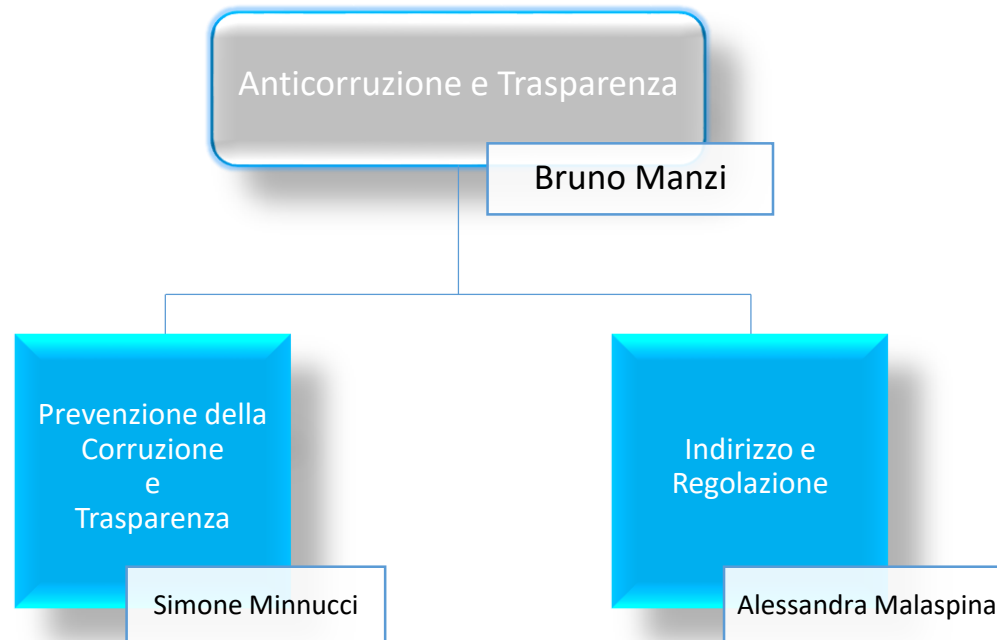 Anticorruzione e Trasparenza
Bruno Manzi
Prevenzione della
Corruzione
e
Trasparenza
Simone Minnucci
Indirizzo e
Regolazione
Alessandra Malaspina